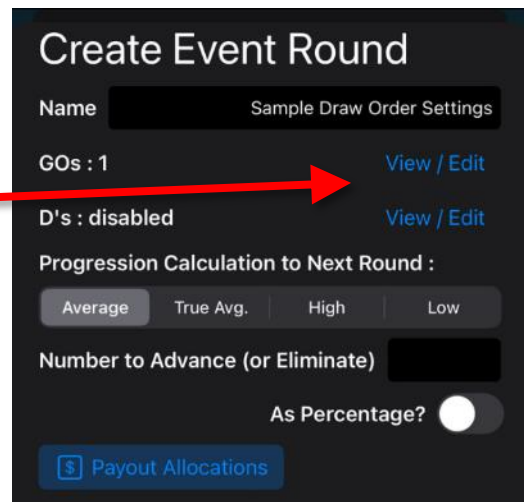 Create Event Round
Name Sample Draw Order Settings
GOs : 1 View / Edit
D's : disabled View / Edit
Progression Calculation to Next Round :
Average True Avg. High Low
Number to Advance (or Eliminate)
As Percentage?
$ Payout Allocations